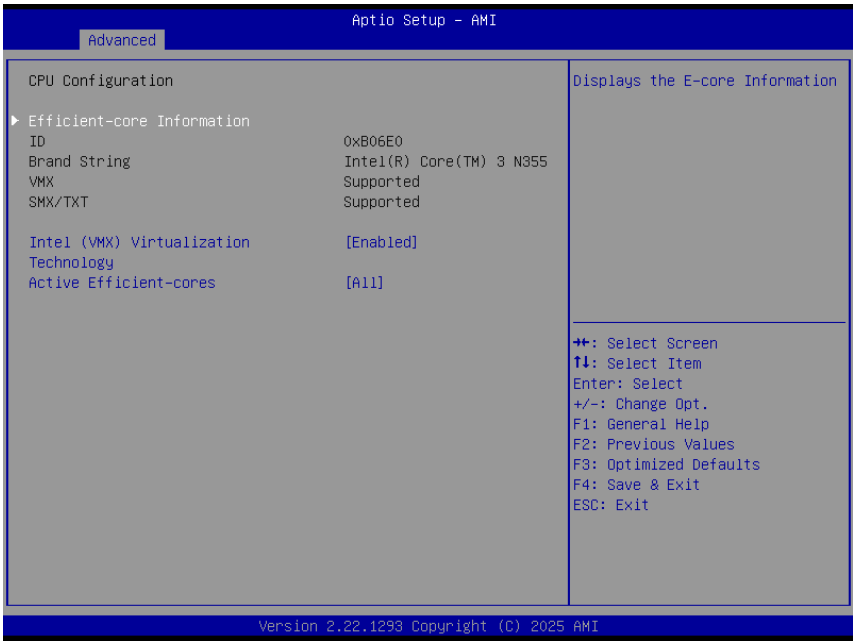 Aptio Setup – AMI
Advanced
CPU Configuration
Efficient-core Information
ID 0xB06E0
Brand String Intel(R) Core(TM) 3 N355
VMX Supported
SMX/TXT Supported
Intel (VMX) Virtualization [Enabled]
Technology
Active Efficient-cores [All]
Displays the E-core Information
→←: Select Screen
↑↓: Select Item
Enter: Select
+/-: Change Opt.
F1: General Help
F2: Previous Values
F3: Optimized Defaults
F4: Save & Exit
ESC: Exit
Version 2.22.1293 Copyright (C) 2025 AMI